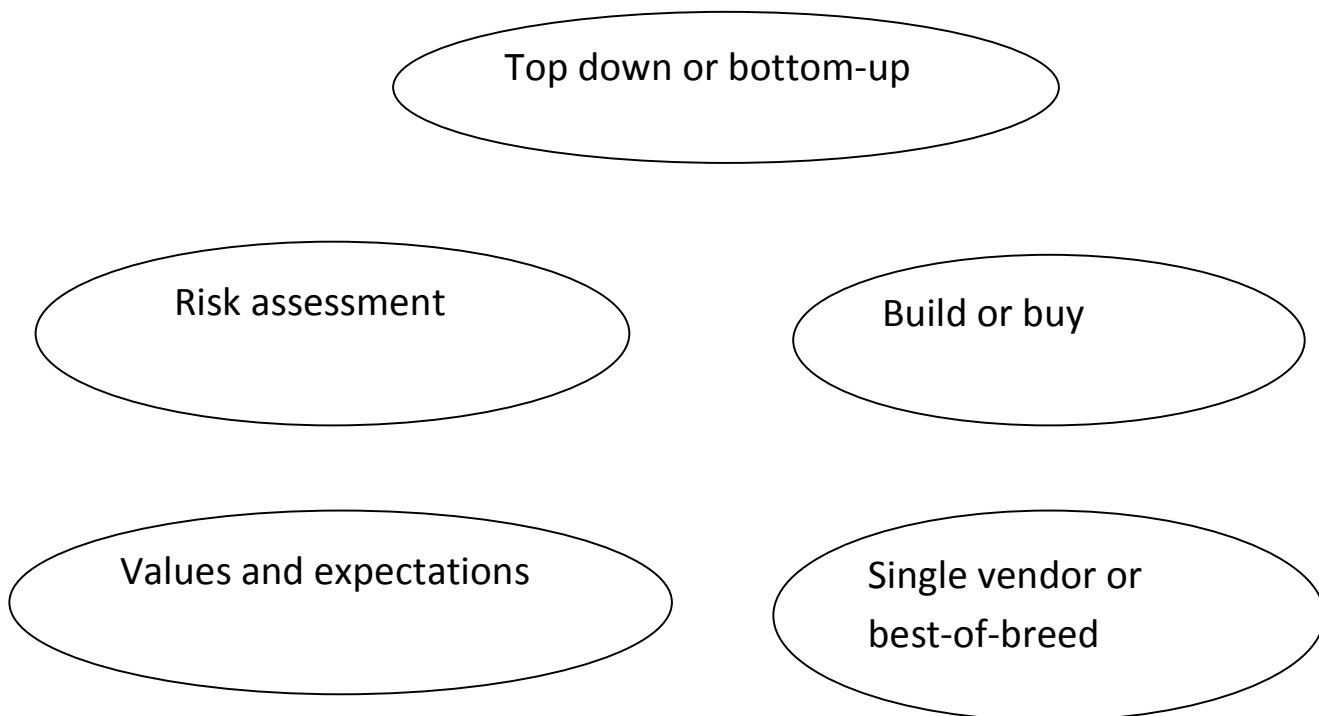 Top down or bottom-up
Risk assessment
Build or buy
Values and expectations
Single vendor or
best-of-breed